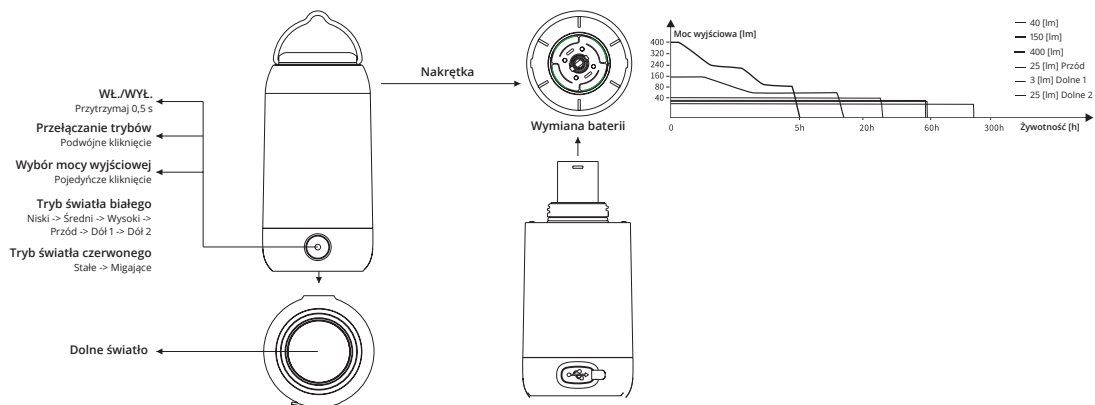 WŁ./WYŁ.
Przytrzymaj 0,5 s
Przełączanie trybów
Podwójne kliknięcie
Wybór mocy wyjściowej
Pojedyńcze kliknięcie
Tryb światła białego
Niski -> Średni -> Wysoki ->
Przód -> Dół 1 -> Dół 2
Tryb światła czerwonego
Stałe -> Migające
Dolne światło
Nakrętka
Wymiana baterii
Moc wyjściowa [lm]
400
320
240
160
80
40
0
5h
20h
60h
300h
Żywotność [h]
40 [lm]
150 [lm]
400 [lm]
25 [lm] Przód
3 [lm] Dolne 1
25 [lm] Dolne 2